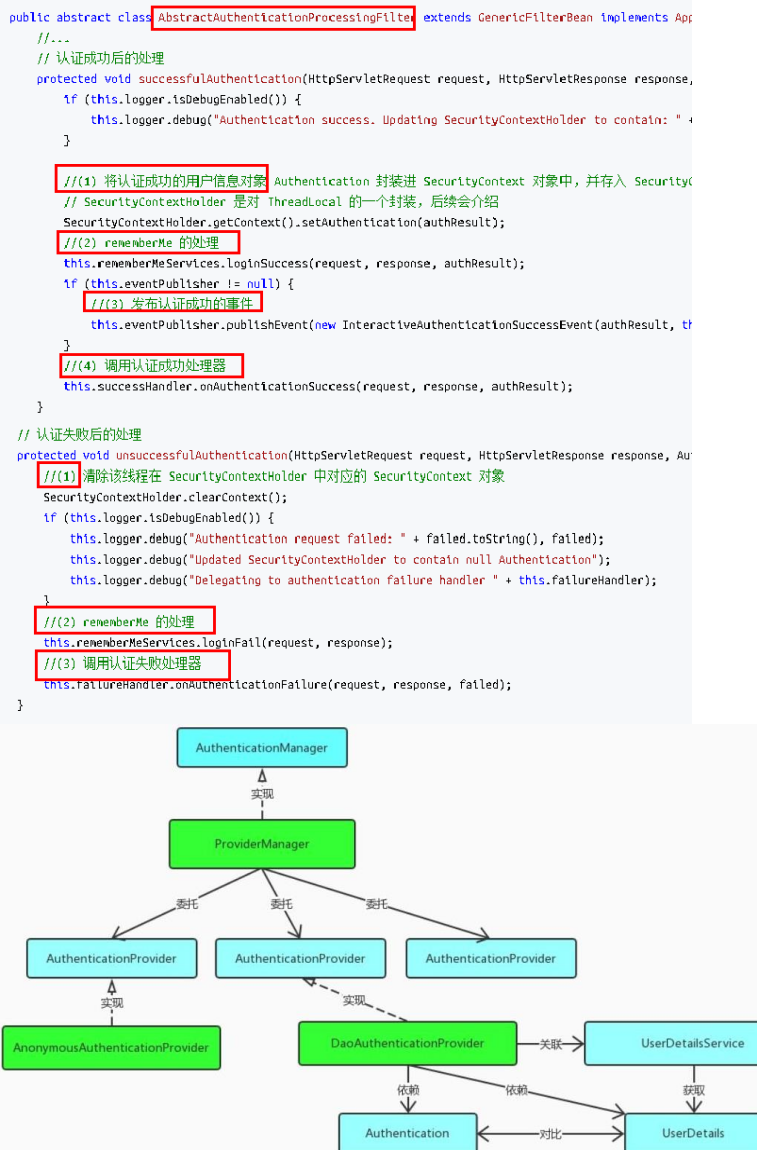 public abstract class AbstractAuthenticationProcessingFilter extends GenericFilterBean implements App
//...
// 认证成功后的处理
protected void successfulAuthentication(HttpServletRequest request, HttpServletResponse response,
if (this.logger.isDebugEnabled()) {
this.logger.debug("Authentication success. Updating SecurityContextHolder to contain: " +
}
//(1) 将认证成功的用户信息对象 Authentication 封装进 SecurityContext 对象中，并存入 SecurityC
// SecurityContextHolder 是对 ThreadLocal 的一个封装，后续会介绍
SecurityContextHolder.getContext().setAuthentication(authResult);
//(2) rememberMe 的处理
this.rememberMeServices.loginSuccess(request, response, authResult);
if (this.eventPublisher != null) {
//(3) 发布认证成功的事件
this.eventPublisher.publishEvent(new InteractiveAuthenticationSuccessEvent(authResult, th
}
//(4) 调用认证成功处理器
this.successHandler.onAuthenticationSuccess(request, response, authResult);
}
// 认证失败后的处理
protected void unsuccessfulAuthentication(HttpServletRequest request, HttpServletResponse response, Au
//(1) 清除该线程在 SecurityContextHolder 中对应的 SecurityContext 对象
SecurityContextHolder.clearContext();
if (this.logger.isDebugEnabled()) {
this.logger.debug("Authentication request failed: " + failed.toString(), failed);
this.logger.debug("Updated SecurityContextHolder to contain null Authentication");
this.logger.debug("Delegating to authentication failure handler " + this.failureHandler);
}
//(2) rememberMe 的处理
this.rememberMeServices.loginFail(request, response);
//(3) 调用认证失败处理器
this.failureHandler.onAuthenticationFailure(request, response, failed);
}
AuthenticationManager
实现
ProviderManager
委托 委托 委托
AuthenticationProvider AuthenticationProvider AuthenticationProvider
实现 实现
AnonymousAuthenticationProvider DaoAuthenticationProvider 关联 UserDetailsService
依赖 依赖 获取
Authentication 对比 UserDetails